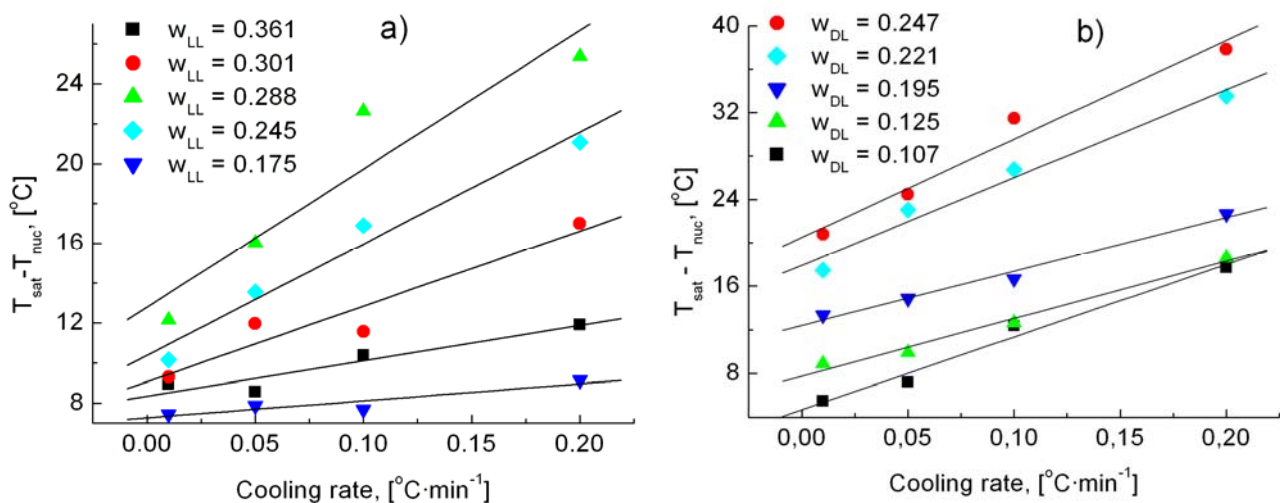 a)
w_LL = 0.361
w_LL = 0.301
w_LL = 0.288
w_LL = 0.245
w_LL = 0.175
T_sat-T_nuc, [°C]
24
20
16
12
8
0.00 0.05 0.10 0.15 0.20
Cooling rate, [°C·min⁻¹]
b)
w_DL = 0.247
w_DL = 0.221
w_DL = 0.195
w_DL = 0.125
w_DL = 0.107
T_sat-T_nuc, [°C]
40
32
24
16
8
0,00 0,05 0,10 0,15 0,20
Cooling rate, [°C·min⁻¹]